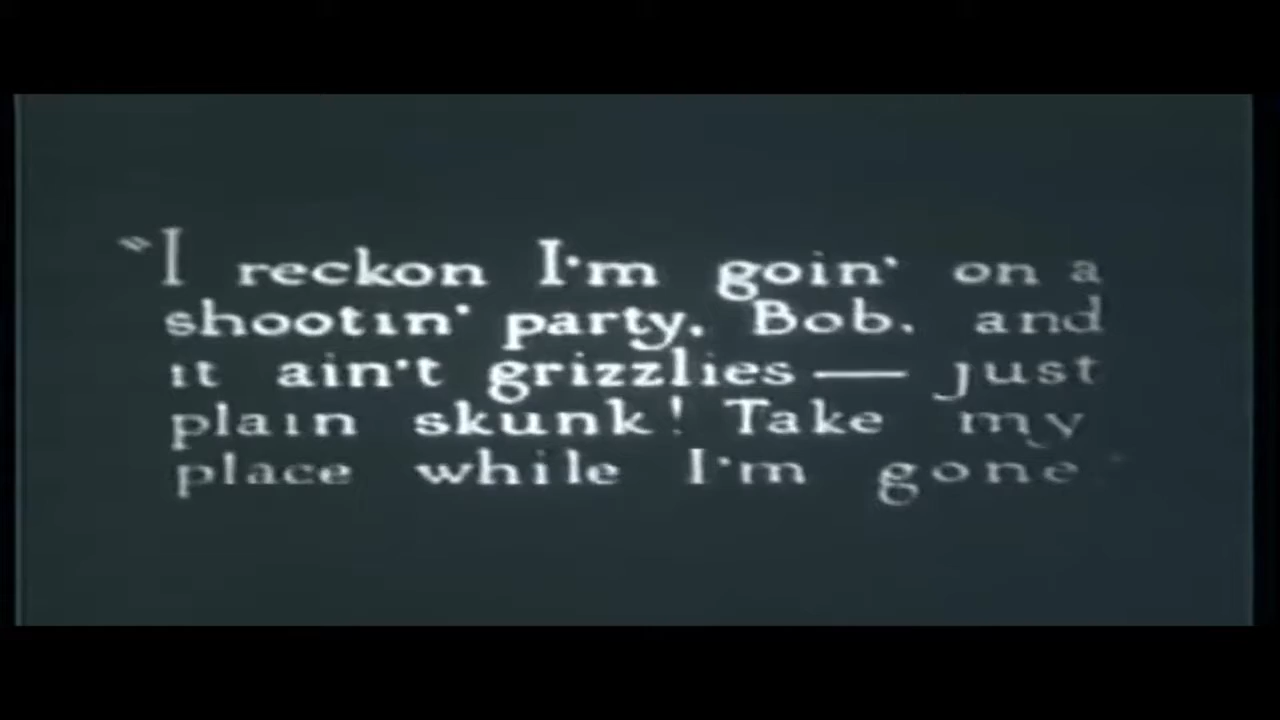 "I reckon I'm goin' on a
shootin' party, Bob, and
it ain't grizzlies — just
plain skunk! Take my
place while I'm gone."